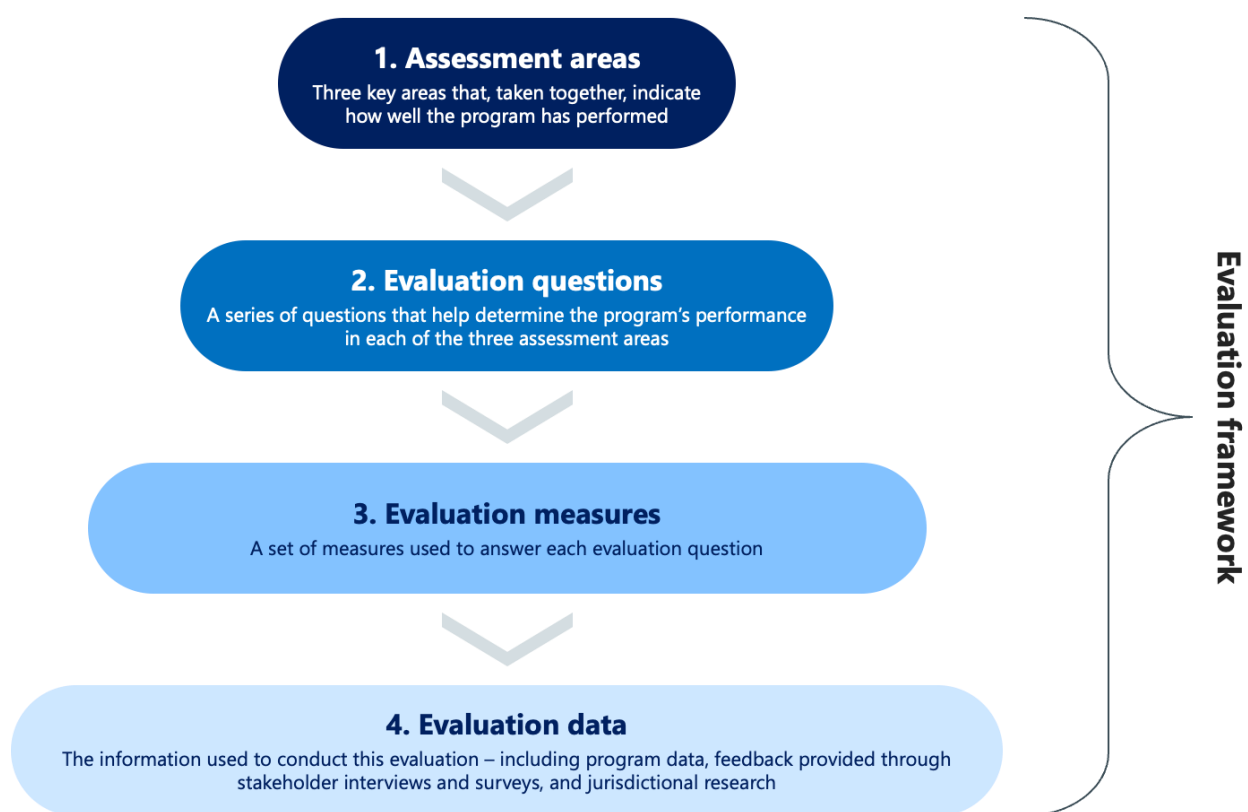 1. Assessment areas
Three key areas that, taken together, indicate
how well the program has performed
2. Evaluation questions
A series of questions that help determine the program’s performance
in each of the three assessment areas
3. Evaluation measures
A set of measures used to answer each evaluation question
4. Evaluation data
The information used to conduct this evaluation – including program data, feedback provided through
stakeholder interviews and surveys, and jurisdictional research
Evaluation framework